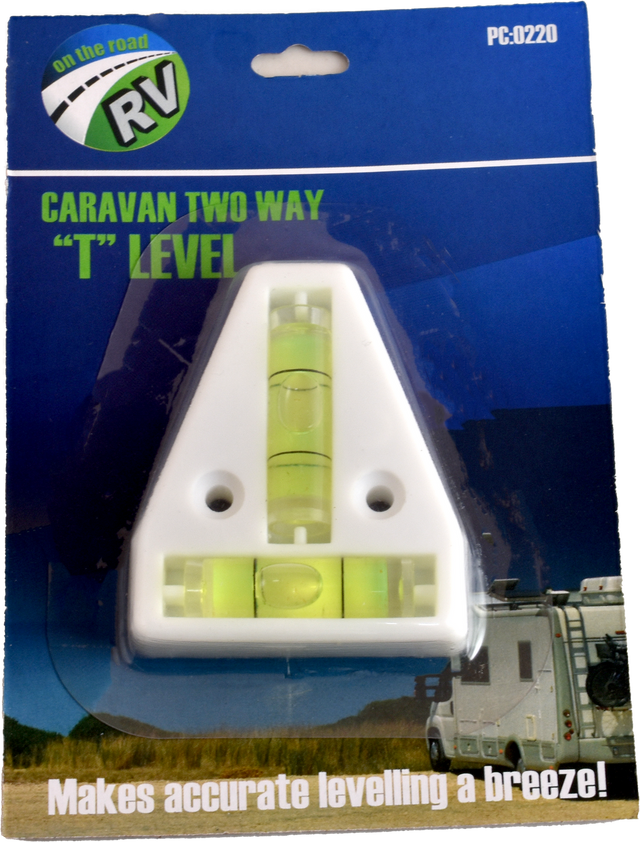 on the road
RV
PC:0220
CARAVAN TWO WAY
“T” LEVEL
Makes accurate levelling a breeze!